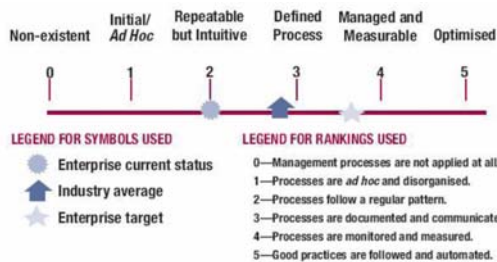 Non-existent Initial/ Ad Hoc Repeatable but Intuitive Defined Process Managed and Measurable Optimised
0 1 2 3 4 5
LEGEND FOR SYMBOLS USED
Enterprise current status
Industry average
Enterprise target
LEGEND FOR RANKINGS USED
0—Management processes are not applied at all.
1—Processes are ad hoc and disorganised.
2—Processes follow a regular pattern.
3—Processes are documented and communicate
4—Processes are monitored and measured.
5—Good practices are followed and automated.